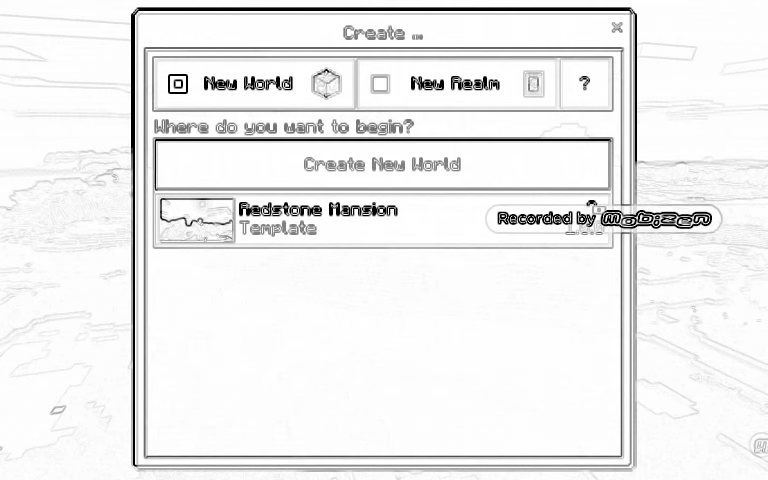 Create ...
New World
New Realm
?
Where do you want to begin?
Create New World
Redstone Mansion
Template
Recorded by Mobizen